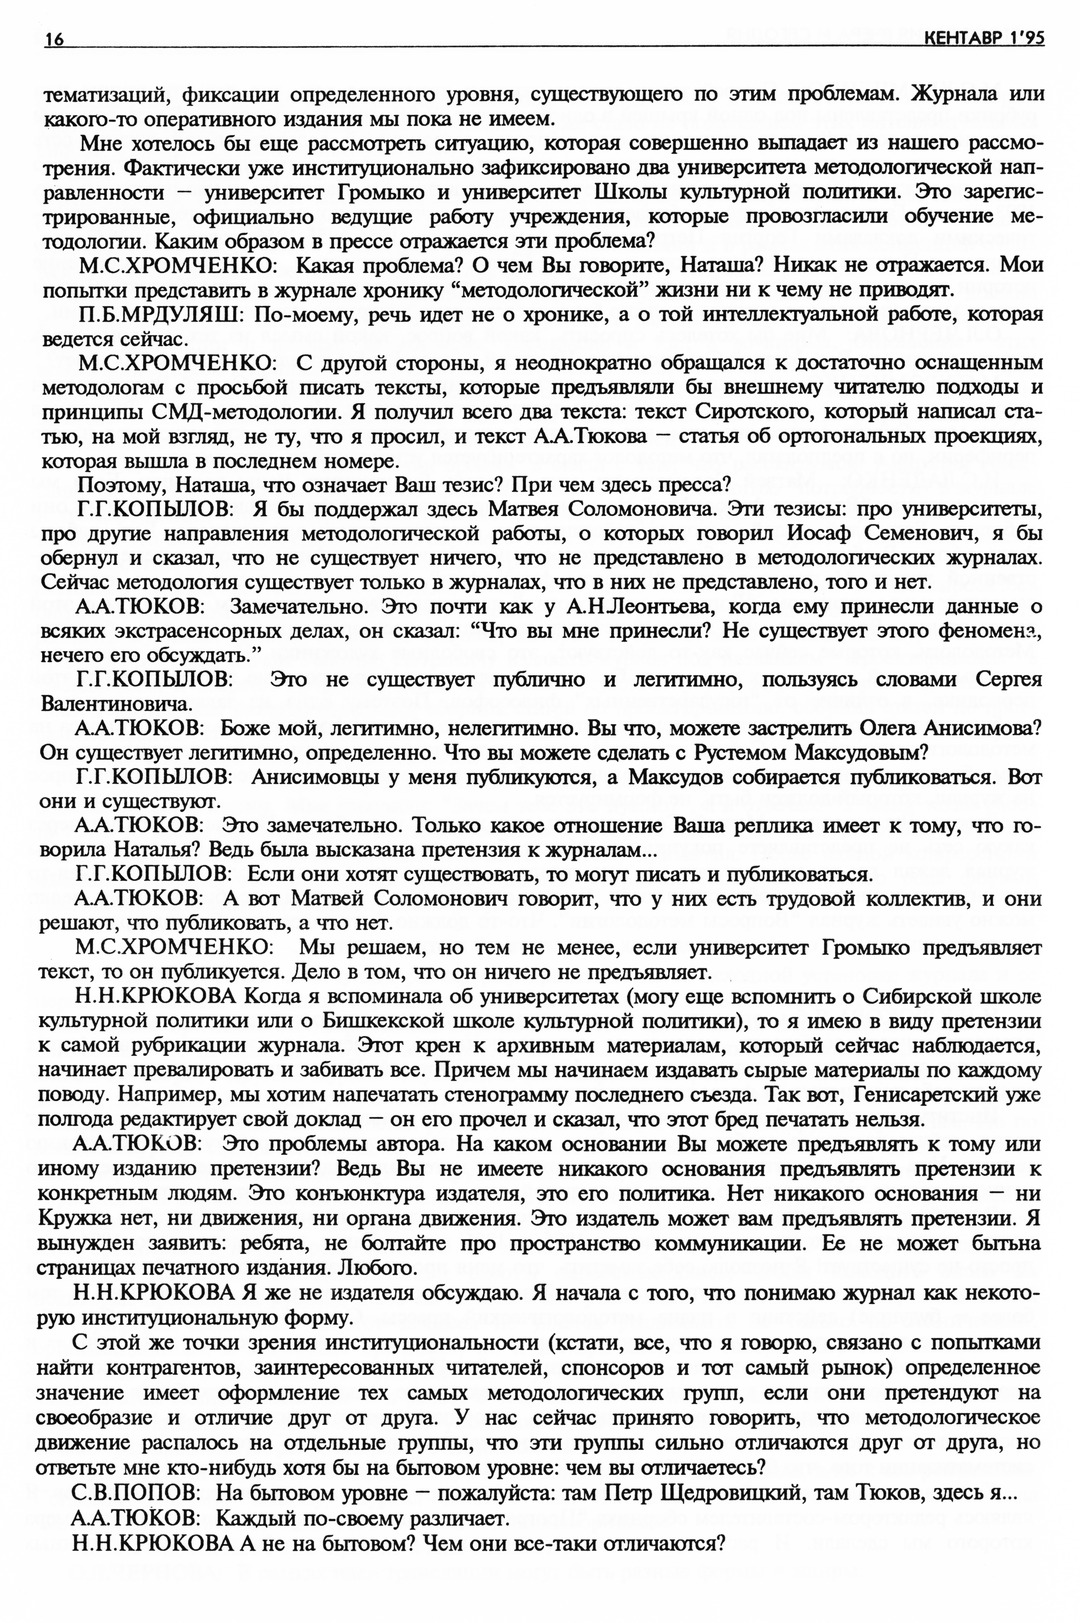 16
КЕНТАВР 1'95
тематизаций, фиксации определенного уровня, существующего по этим проблемам. Журнала или
какого-то оперативного издания мы пока не имеем.
Мне хотелось бы еще рассмотреть ситуацию, которая совершенно выпадает из нашего рассмо-
трения. Фактически уже институционально зафиксировано два университета методологической нап-
равленности — университет Громыко и университет Школы культурной политики. Это зарегис-
трированные, официально ведущие работу учреждения, которые провозгласили обучение ме-
тодологии. Каким образом в прессе отражается эти проблема?
М.С.ХРОМЧЕНКО: Какая проблема? О чем Вы говорите, Наташа? Никак не отражается. Мои
попытки представить в журнале хронику “методологической” жизни ни к чему не приводят.
П.Б.МРДУЛЯШ: По-моему, речь идет не о хронике, а о той интеллектуальной работе, которая
ведется сейчас.
М.С.ХРОМЧЕНКО: С другой стороны, я неоднократно обращался к достаточно оснащенным
методологам с просьбой писать тексты, которые предъявляли бы внешнему читателю подходы и
принципы СМД-методологии. Я получил всего два текста: текст Сиротского, который написал ста-
тью, на мой взгляд, не ту, что я просил, и текст А.А.Тюкова — статья об ортогональных проекциях,
которая вышла в последнем номере.
Поэтому, Наташа, что означает Ваш тезис? При чем здесь пресса?
Г.Г.КОПЫЛОВ: Я бы поддержал здесь Матвея Соломоновича. Эти тезисы: про университеты,
про другие направления методологической работы, о которых говорил Иосаф Семенович, я бы
обернул и сказал, что не существует ничего, что не представлено в методологических журналах.
Сейчас методология существует только в журналах, что в них не представлено, того и нет.
А.А.ТЮКОВ: Замечательно. Это почти как у А.Н.Леонтьева, когда ему принесли данные о
всяких экстрасенсорных делах, он сказал: “Что вы мне принесли? Не существует этого феномена,
нечего его обсуждать.”
Г.Г.КОПЫЛОВ: Это не существует публично и легитимно, пользуясь словами Сергея
Валентиновича.
А.А.ТЮКОВ: Боже мой, легитимно, нелегитимно. Вы что, можете застрелить Олега Анисимова?
Он существует легитимно, определенно. Что вы можете сделать с Рустемом Максудовым?
Г.Г.КОПЫЛОВ: Анисимовцы у меня публикуются, а Максудов собирается публиковаться. Вот
они и существуют.
А.А.ТЮКОВ: Это замечательно. Только какое отношение Ваша реплика имеет к тому, что го-
ворила Наталья? Ведь была высказана претензия к журналам...
Г.Г.КОПЫЛОВ: Если они хотят существовать, то могут писать и публиковаться.
А.А.ТЮКОВ: А вот Матвей Соломонович говорит, что у них есть трудовой коллектив, и они
решают, что публиковать, а что нет.
М.С.ХРОМЧЕНКО: Мы решаем, но тем не менее, если университет Громыко предъявляет
текст, то он публикуется. Дело в том, что он ничего не предъявляет.
Н.Н.КРЮКОВА Когда я вспоминала об университетах (могу еще вспомнить о Сибирской школе
культурной политики или о Бишкекской школе культурной политики), то я имею в виду претензии
к самой рубрикации журнала. Этот крен к архивным материалам, который сейчас наблюдается,
начинает превалировать и забивать все. Причем мы начинаем издавать сырые материалы по каждому
поводу. Например, мы хотим напечатать стенограмму последнего съезда. Так вот, Генисаретский уже
полгода редактирует свой доклад — он его прочел и сказал, что этот бред печатать нельзя.
А.А.ТЮКОВ: Это проблемы автора. На каком основании Вы можете предъявлять к тому или
иному изданию претензии? Ведь Вы не имеете никакого основания предъявлять претензии к
конкретным людям. Это конъюнктура издателя, это его политика. Нет никакого основания — ни
Кружка нет, ни движения, ни органа движения. Это издатель может вам предъявлять претензии. Я
вынужден заявить: ребята, не болтайте про пространство коммуникации. Ее не может бытьна
страницах печатного издания. Любого.
Н.Н.КРЮКОВА Я же не издателя обсуждаю. Я начала с того, что понимаю журнал как некото-
рую институциональную форму.
С этой же точки зрения институциональности (кстати, все, что я говорю, связано с попытками
найти контрагентов, заинтересованных читателей, спонсоров и тот самый рынок) определенное
значение имеет оформление тех самых методологических групп, если они претендуют на
своеобразие и отличие друг от друга. У нас сейчас принято говорить, что методологическое
движение распалось на отдельные группы, что эти группы сильно отличаются друг от друга, но
ответьте мне кто-нибудь хотя бы на бытовом уровне: чем вы отличаетесь?
С.В.ПОПОВ: На бытовом уровне — пожалуйста: там Петр Щедровицкий, там Тюков, здесь я...
А.А.ТЮКОВ: Каждый по-своему различает.
Н.Н.КРЮКОВА А не на бытовом? Чем они все-таки отличаются?